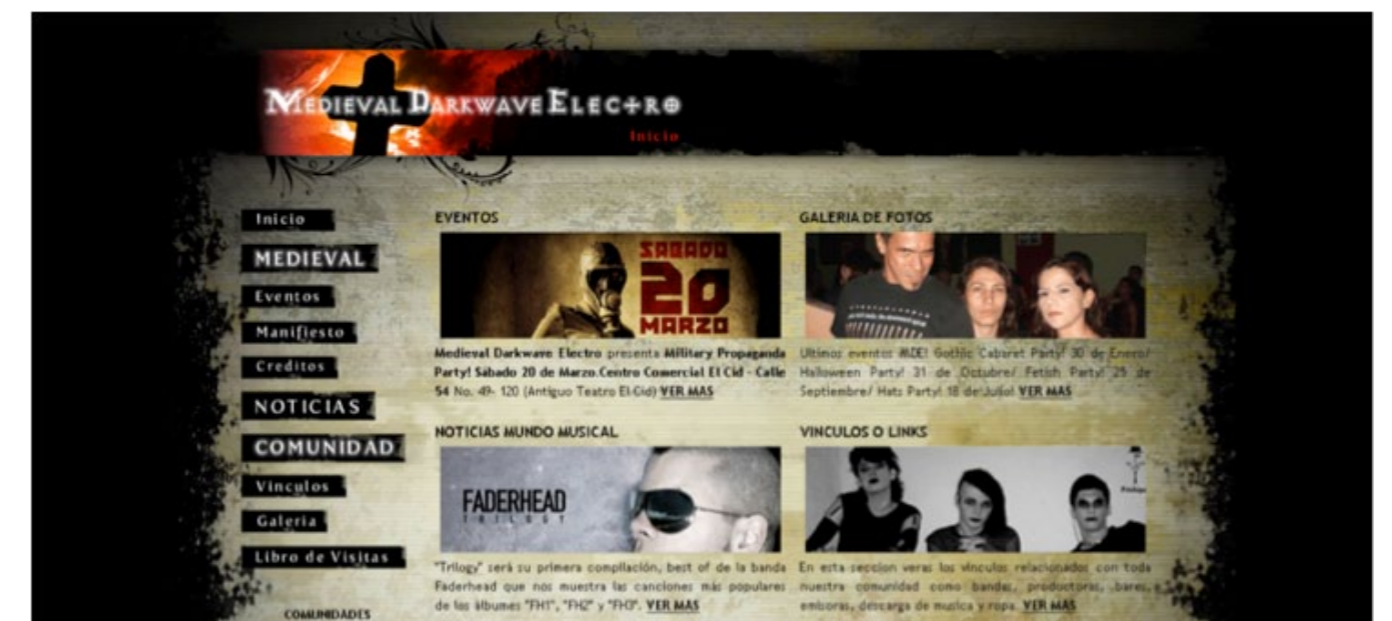 MEDIEVAL DARKWAVE ELECTRO
Inicio
Inicio
MEDIEVAL
Eventos
Manifiesto
Creditos
NOTICIAS
COMUNIDAD
Vinculos
Galeria
Libro de Visitas
COMUNIDADES
EVENTOS
SABADO
20
MARZO
Medieval Darkwave Electro presenta Military Propaganda
Party! Sábado 20 de Marzo.Centro Comercial El Cid - Calle
54 No. 49- 120 (Antiguo Teatro El Cid) VER MAS
GALERIA DE FOTOS
Ultimos eventos MDE! Gothic Cabaret Party! 30 de Enero/
Halloween Party! 31 de Octubre/ Fetish Party! 25 de
Septiembre/ Hats Party! 18 de Julio! VER MAS
NOTICIAS MUNDO MUSICAL
FADERHEAD
TRILOGY
"Trilogy" será su primera compilación, best of de la banda
Faderhead que nos muestra las canciones más populares
de los álbumes "FH1", "FH2" y "FH3". VER MAS
VINCULOS O LINKS
En esta seccion veras los vinculos relacionados con toda
nuestra comunidad como bandas, productoras, bares,
emisoras, descarga de musica y ropa. VER MAS